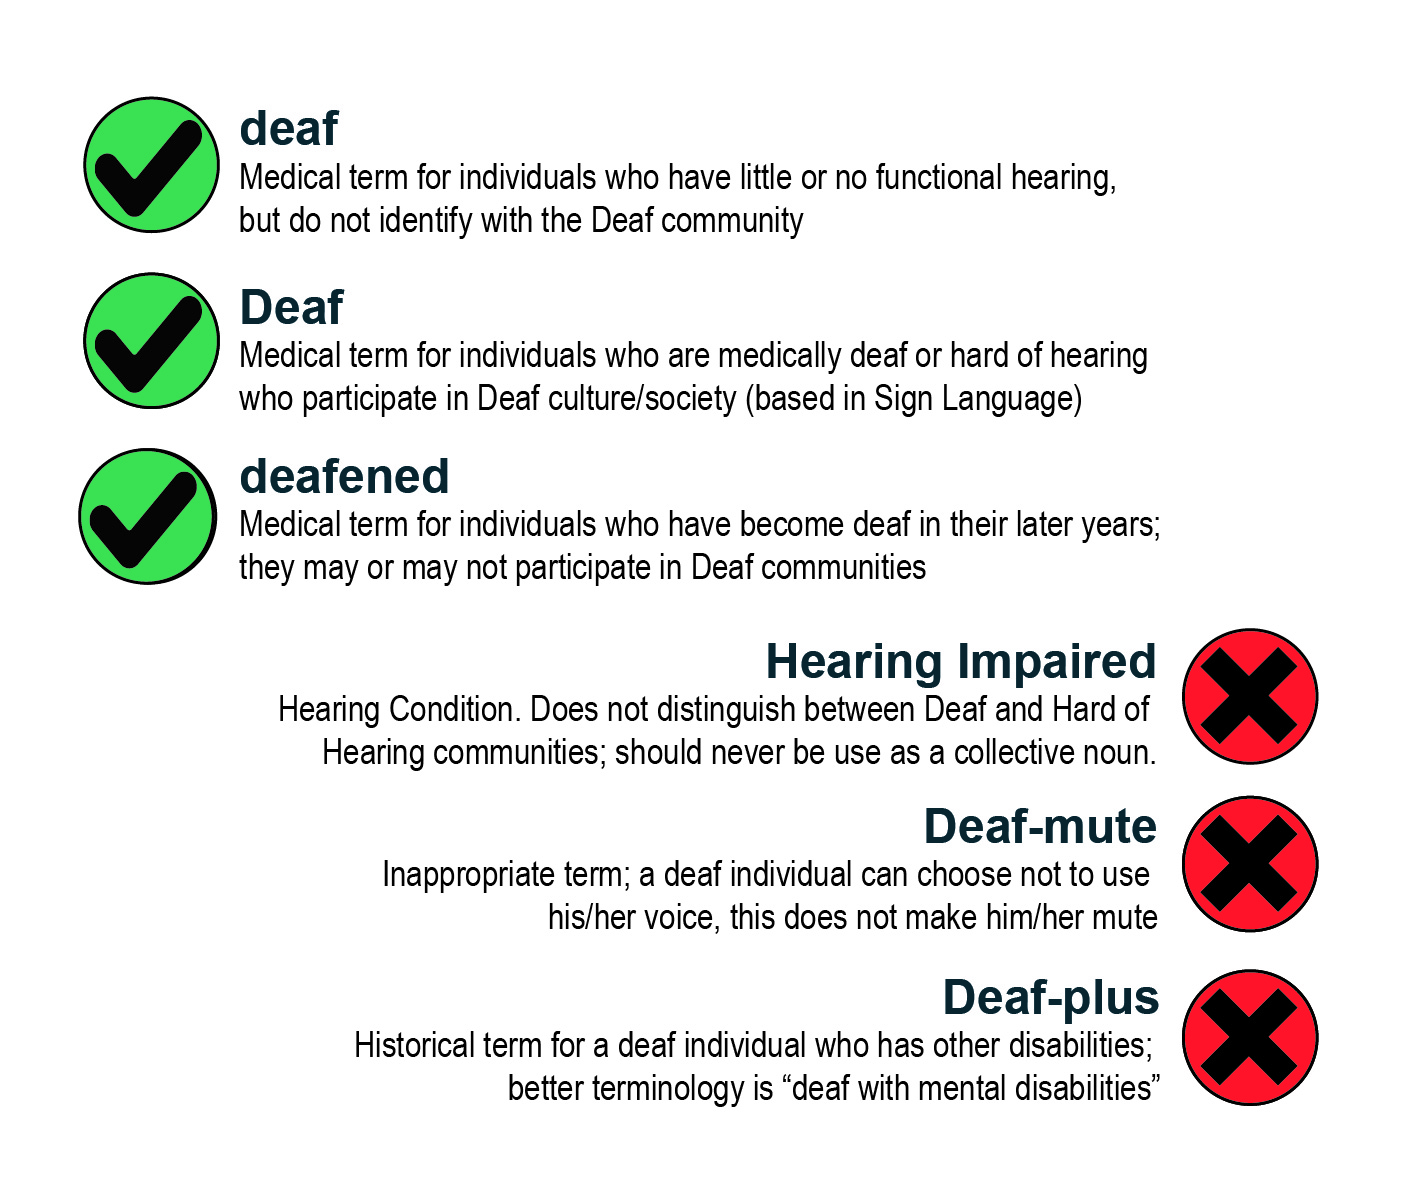 deaf
Medical term for individuals who have little or no functional hearing,
but do not identify with the Deaf community
Deaf
Medical term for individuals who are medically deaf or hard of hearing
who participate in Deaf culture/society (based in Sign Language)
deafened
Medical term for individuals who have become deaf in their later years;
they may or may not participate in Deaf communities
Hearing Impaired
Hearing Condition. Does not distinguish between Deaf and Hard of
Hearing communities; should never be use as a collective noun.
Deaf-mute
Inappropriate term; a deaf individual can choose not to use
his/her voice, this does not make him/her mute
Deaf-plus
Historical term for a deaf individual who has other disabilities;
better terminology is “deaf with mental disabilities”